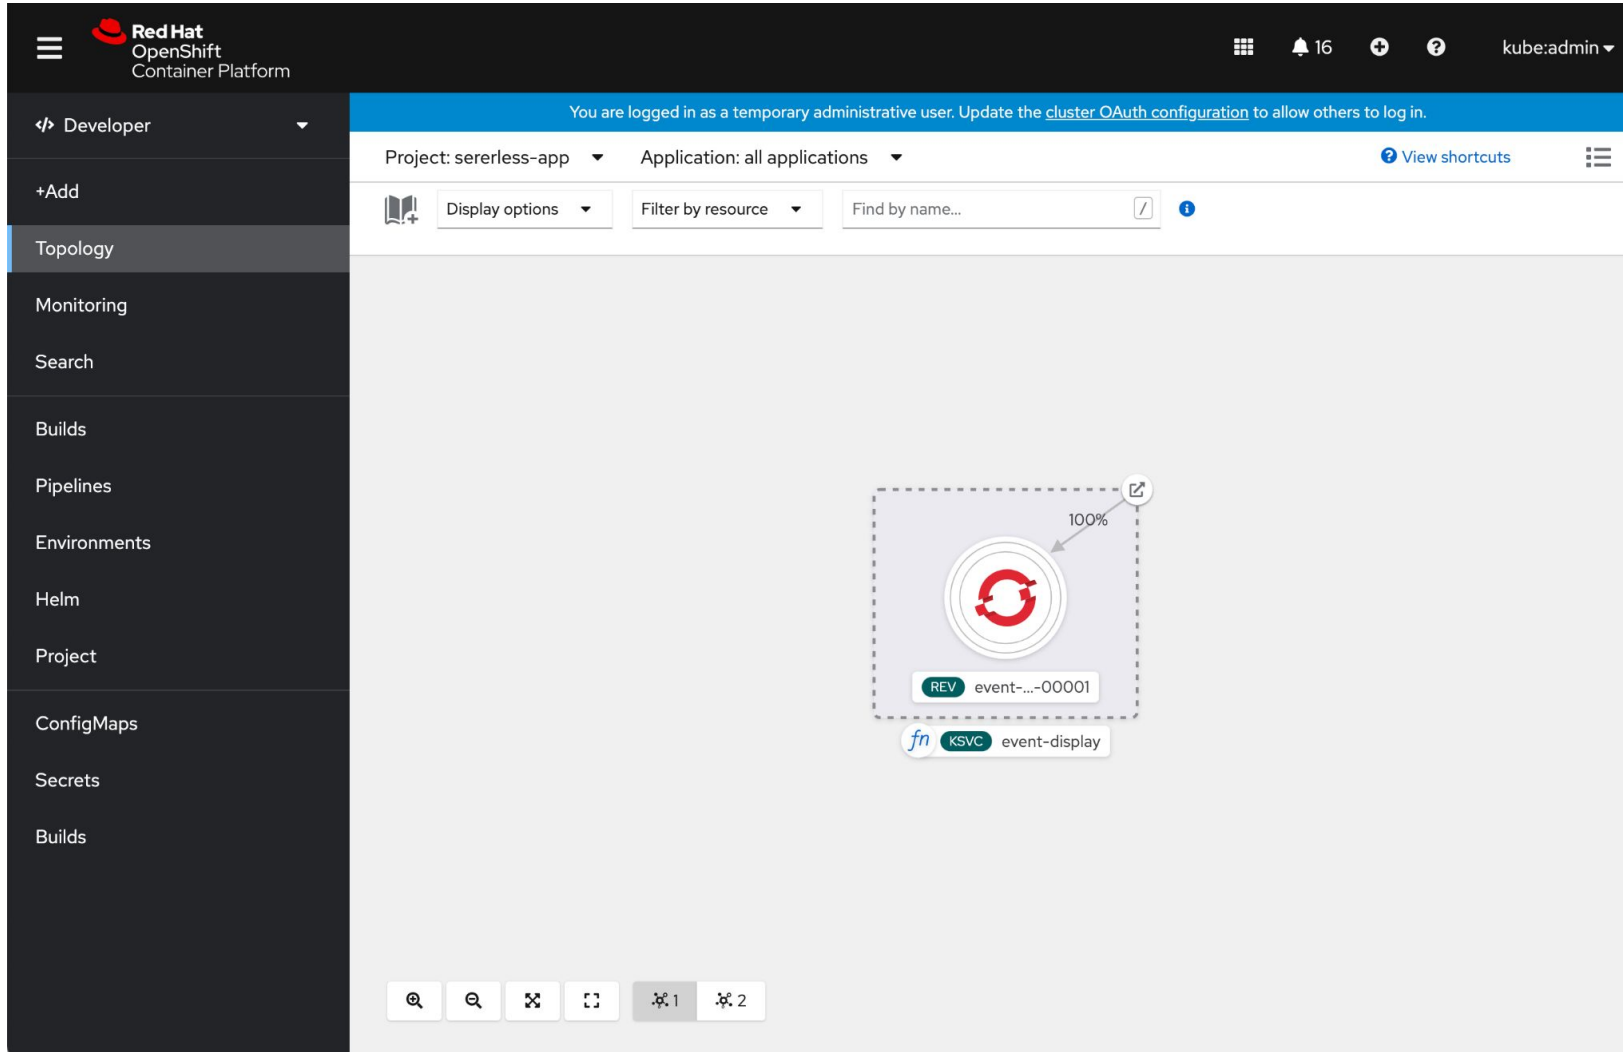 Red Hat
OpenShift
Container Platform
16
kube:admin
Developer
You are logged in as a temporary administrative user. Update the cluster OAuth configuration to allow others to log in.
Project: sererless-app
Application: all applications
View shortcuts
+Add
Display options
Filter by resource
Find by name...
/
Topology
Monitoring
Search
Builds
Pipelines
Environments
Helm
Project
ConfigMaps
Secrets
Builds
100%
REV event-...-00001
fn KSVC event-display
1
2